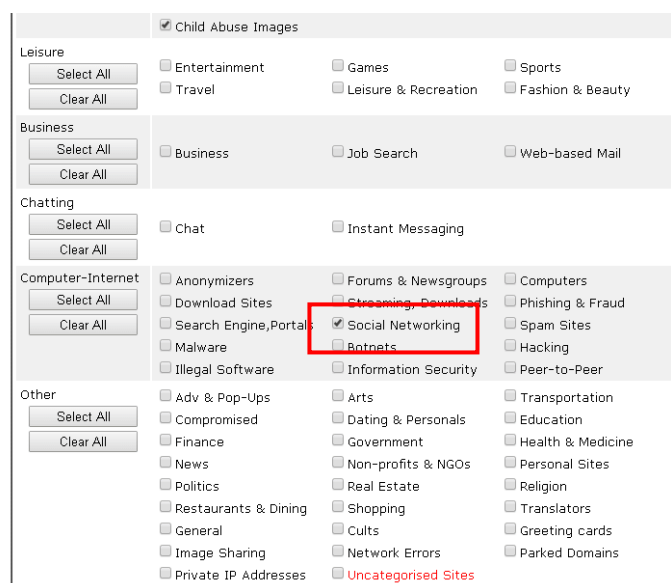 Child Abuse Images
Leisure
Select All
Clear All
Entertainment Games Sports
Travel Leisure & Recreation Fashion & Beauty
Business
Select All
Clear All
Business Job Search Web-based Mail
Chatting
Select All
Clear All
Chat Instant Messaging
Computer-Internet
Select All
Clear All
Anonymizers Forums & Newsgroups Computers
Download Sites Streaming, Downloads Phishing & Fraud
Search Engine,Portals Social Networking Spam Sites
Malware Botnets Hacking
Illegal Software Information Security Peer-to-Peer
Other
Select All
Clear All
Adv & Pop-Ups Arts Transportation
Compromised Dating & Personals Education
Finance Government Health & Medicine
News Non-profits & NGOs Personal Sites
Politics Real Estate Religion
Restaurants & Dining Shopping Translators
General Cults Greeting cards
Image Sharing Network Errors Parked Domains
Private IP Addresses Uncategorised Sites